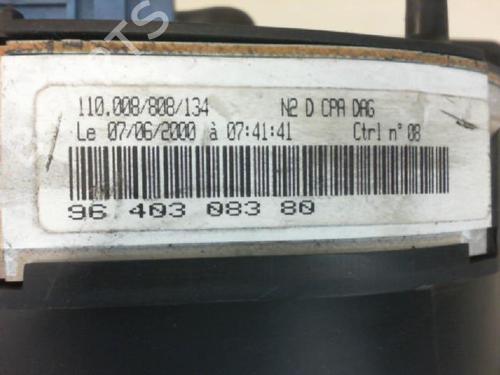 110.008/808/134 N2 D CPA DAG
Le 07/06/2000 à 07:41:41 Ctrl n° 08
96 403 083 80